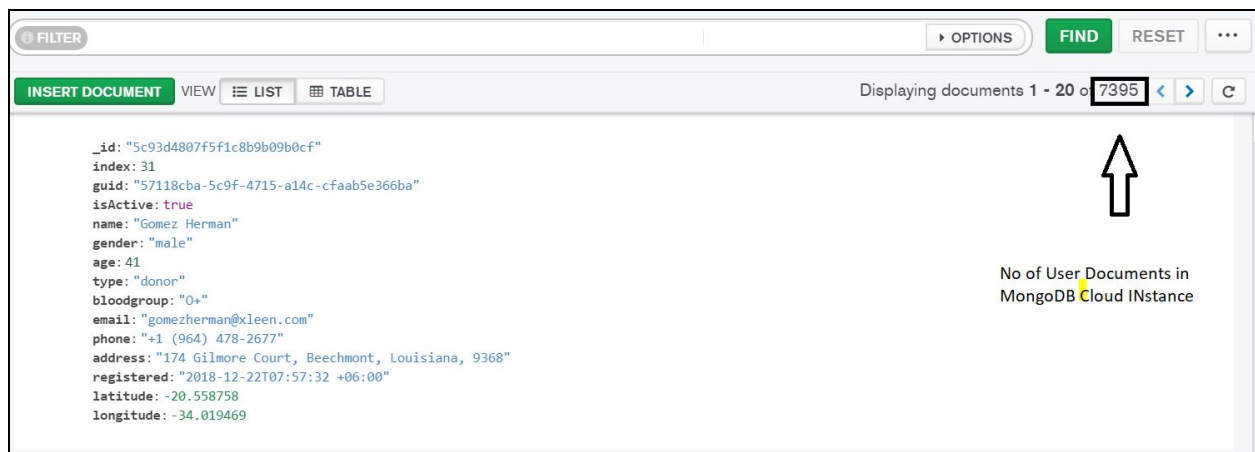 FILTER
OPTIONS
FIND
RESET
...
INSERT DOCUMENT
VIEW
LIST
TABLE
Displaying documents 1 - 20 of 7395
_id: "5c93d4807f5f1c8b9b09b0cf"
index: 31
guid: "57118cba-5c9f-4715-a14c-cfaab5e366ba"
isActive: true
name: "Gomez Herman"
gender: "male"
age: 41
type: "donor"
bloodgroup: "O+"
email: "gomezherman@xleen.com"
phone: "+1 (964) 478-2677"
address: "174 Gilmore Court, Beechmont, Louisiana, 9368"
registered: "2018-12-22T07:57:32 +06:00"
latitude: -20.558758
longitude: -34.019469
No of User Documents in
MongoDB Cloud INstance